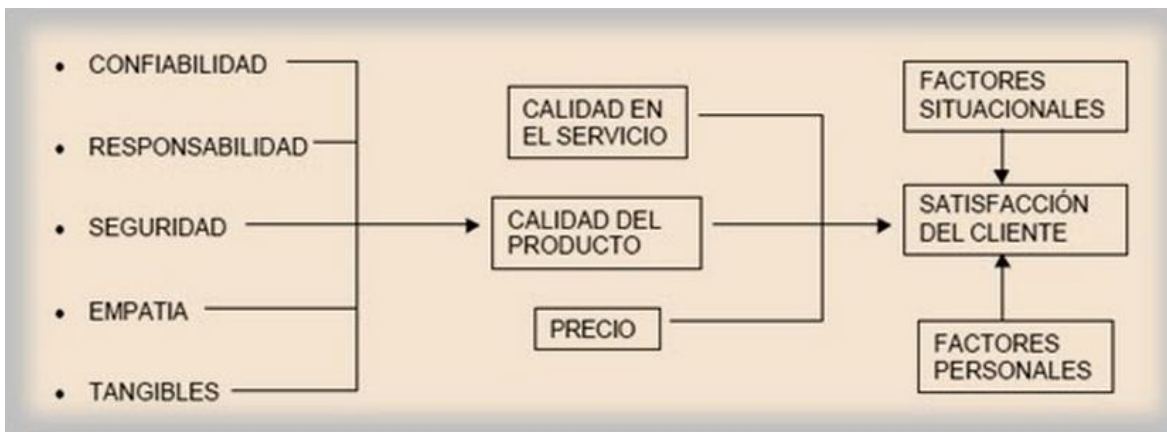 • CONFIABILIDAD
• RESPONSABILIDAD
• SEGURIDAD
• EMPATIA
• TANGIBLES
CALIDAD EN
EL SERVICIO
CALIDAD DEL
PRODUCTO
PRECIO
FACTORES
SITUACIONALES
SATISFACCIÓN
DEL CLIENTE
FACTORES
PERSONALES